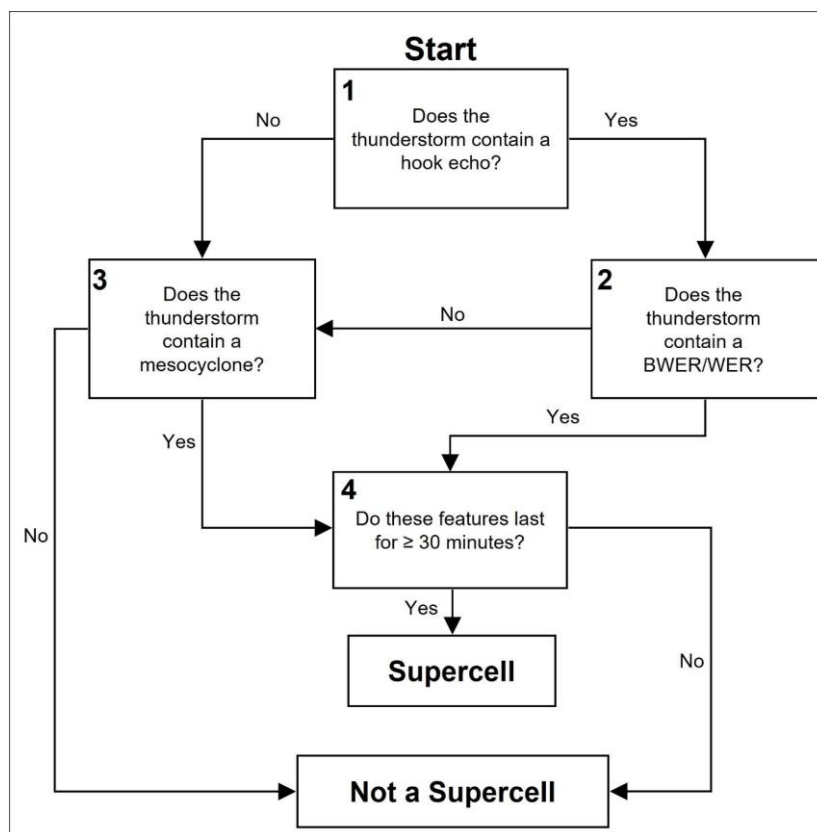 Start
1
Does the
thunderstorm contain a
hook echo?
No
Yes
3
Does the
thunderstorm
contain a
mesocyclone?
No
2
Does the
thunderstorm
contain a
BWER/WER?
Yes
Yes
4
Do these features last
for ≥ 30 minutes?
No
Yes
No
Supercell
Not a Supercell